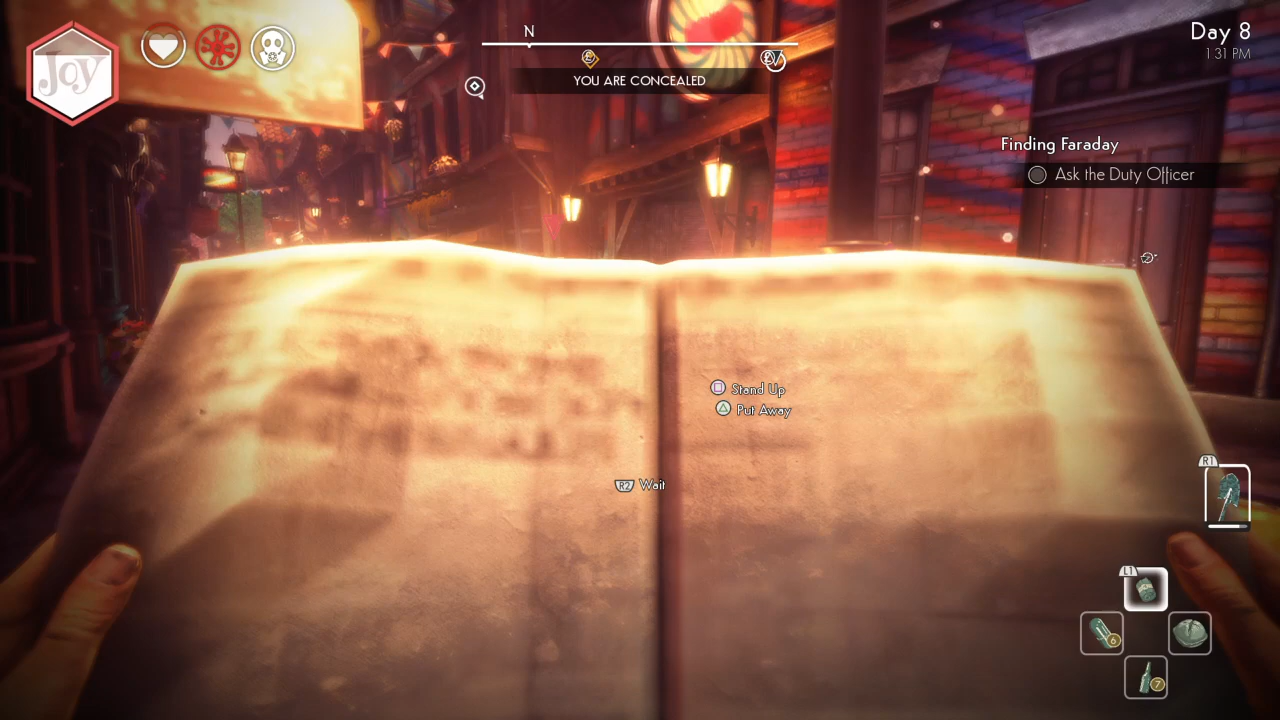 Joy
N
YOU ARE CONCEALED
Day 8
1:31 PM
Finding Faraday
Ask the Duty Officer
Stand Up
Put Away
R2 Wait
R1
L1
6
7